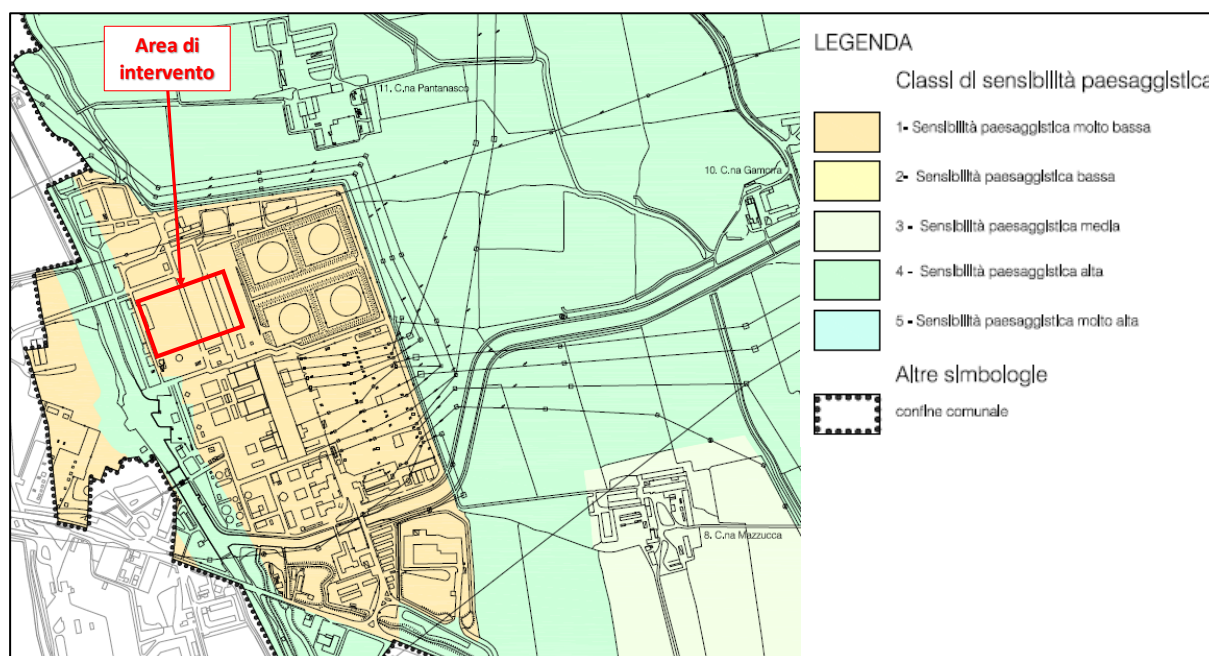 Area di
intervento
11. C.na Pantanasco
10. C.na Gamorra
8. C.na Mazzucca
LEGENDA
Classi di sensibilità paesaggistica
1- Sensibilità paesaggistica molto bassa
2- Sensibilità paesaggistica bassa
3 - Sensibilità paesaggistica media
4 - Sensibilità paesaggistica alta
5 - Sensibilità paesaggistica molto alta
Altre simbologie
confine comunale